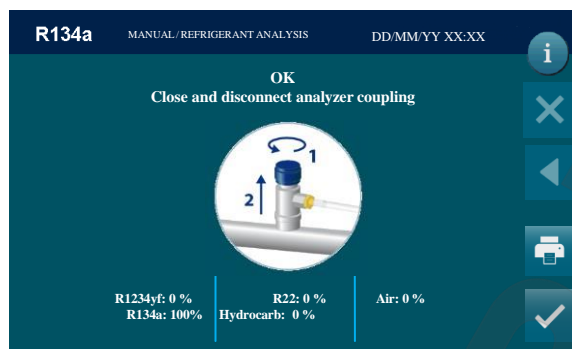 R134a MANUAL/REFRIGERANT ANALYSIS DD/MM/YY XX:XX
i
OK
Close and disconnect analyzer coupling
1
2
R1234yf: 0 % R22: 0 % Air: 0 %
R134a: 100% Hydrocarb: 0 %